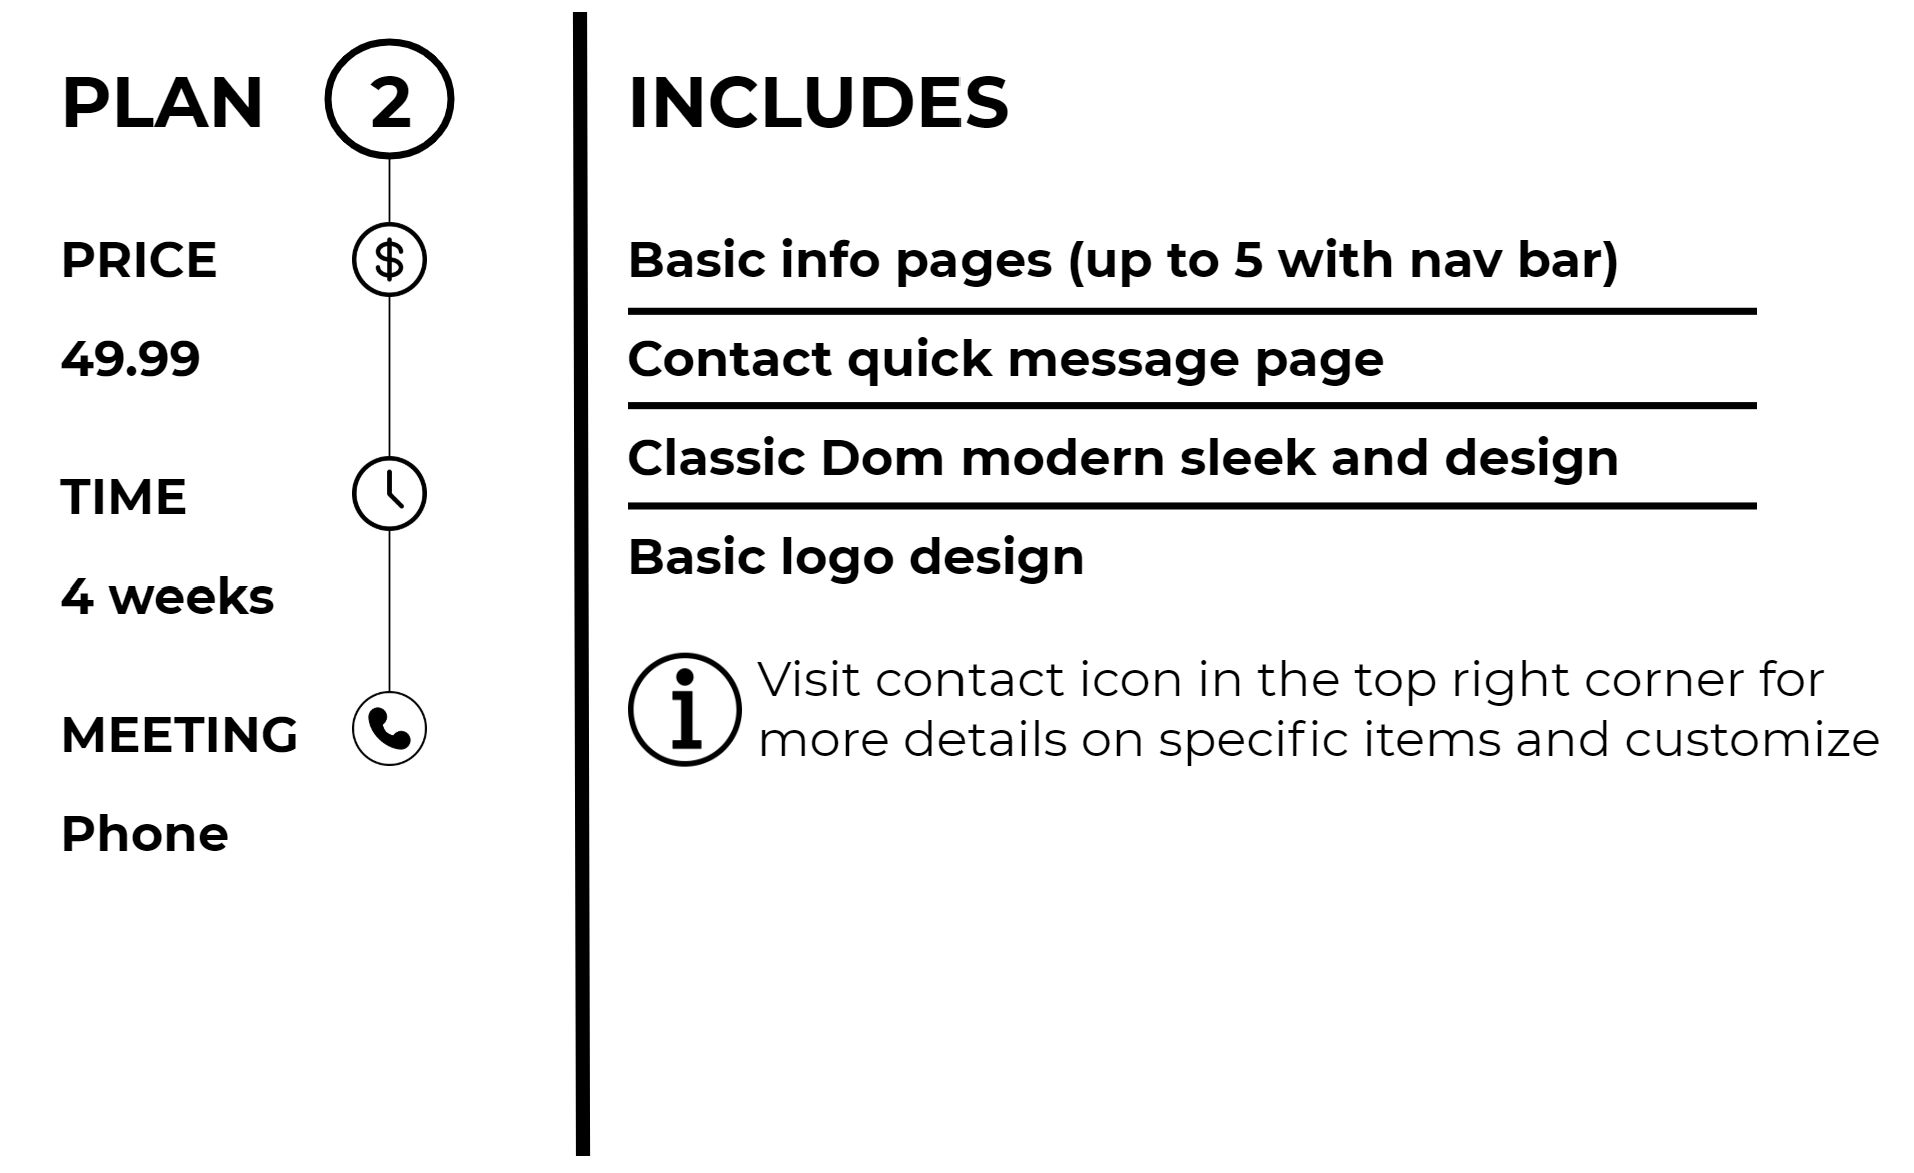 PLAN 2
PRICE
$
49.99
TIME
4 weeks
MEETING
Phone
INCLUDES
Basic info pages (up to 5 with nav bar)
Contact quick message page
Classic Dom modern sleek and design
Basic logo design
i
Visit contact icon in the top right corner for
more details on specific items and customize